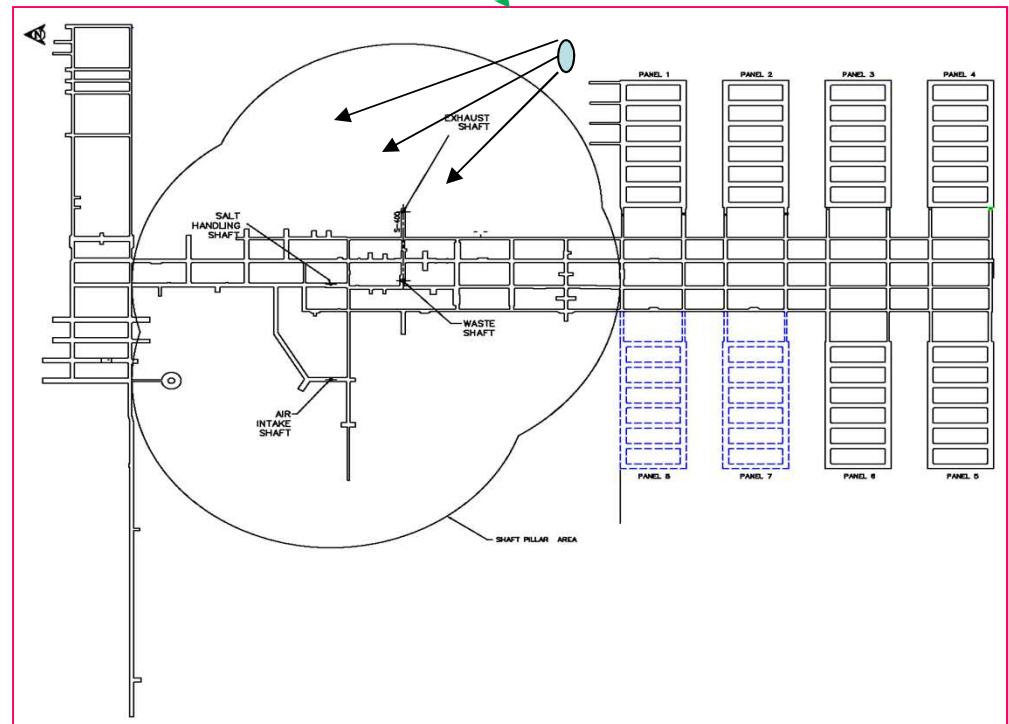 PANEL 1
PANEL 2
PANEL 3
PANEL 4
EXHAUST
SHAFT
SALT
HANDLING
SHAFT
S-400
WASTE
SHAFT
AIR
INTAKE
SHAFT
PANEL 8
PANEL 7
PANEL 6
PANEL 5
SHAFT PILLAR AREA